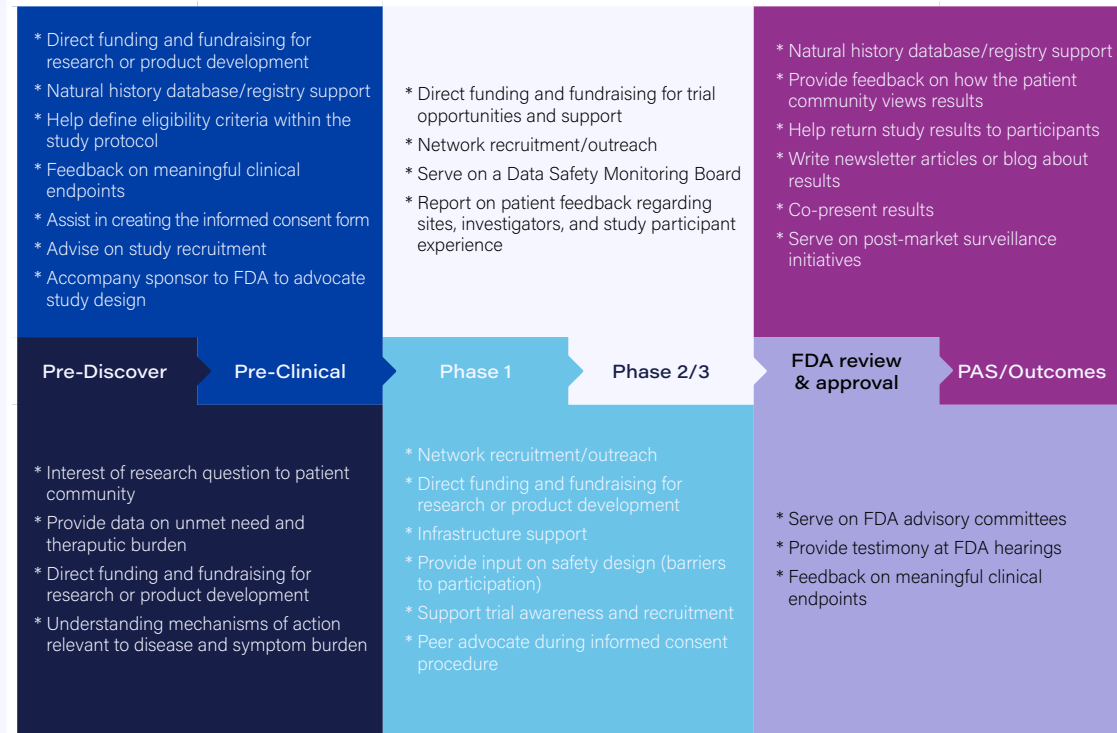 * Direct funding and fundraising for
research or product development
* Natural history database/registry support
* Help define eligibility criteria within the
study protocol
* Feedback on meaningful clinical
endpoints
* Assist in creating the informed consent form
* Advise on study recruitment
* Accompany sponsor to FDA to advocate
study design
* Direct funding and fundraising for trial
opportunities and support
* Network recruitment/outreach
* Serve on a Data Safety Monitoring Board
* Report on patient feedback regarding
sites, investigators, and study participant
experience
* Natural history database/registry support
* Provide feedback on how the patient
community views results
* Help return study results to participants
* Write newsletter articles or blog about
results
* Co-present results
* Serve on post-market surveillance
initiatives
Pre-Discover
Pre-Clinical
Phase 1
Phase 2/3
FDA review
& approval
PAS/Outcomes
* Interest of research question to patient
community
* Provide data on unmet need and
theraputic burden
* Direct funding and fundraising for
research or product development
* Understanding mechanisms of action
relevant to disease and symptom burden
* Network recruitment/outreach
* Direct funding and fundraising for
research or product development
* Infrastructure support
* Provide input on safety design (barriers
to participation)
* Support trial awareness and recruitment
* Peer advocate during informed consent
procedure
* Serve on FDA advisory committees
* Provide testimony at FDA hearings
* Feedback on meaningful clinical
endpoints